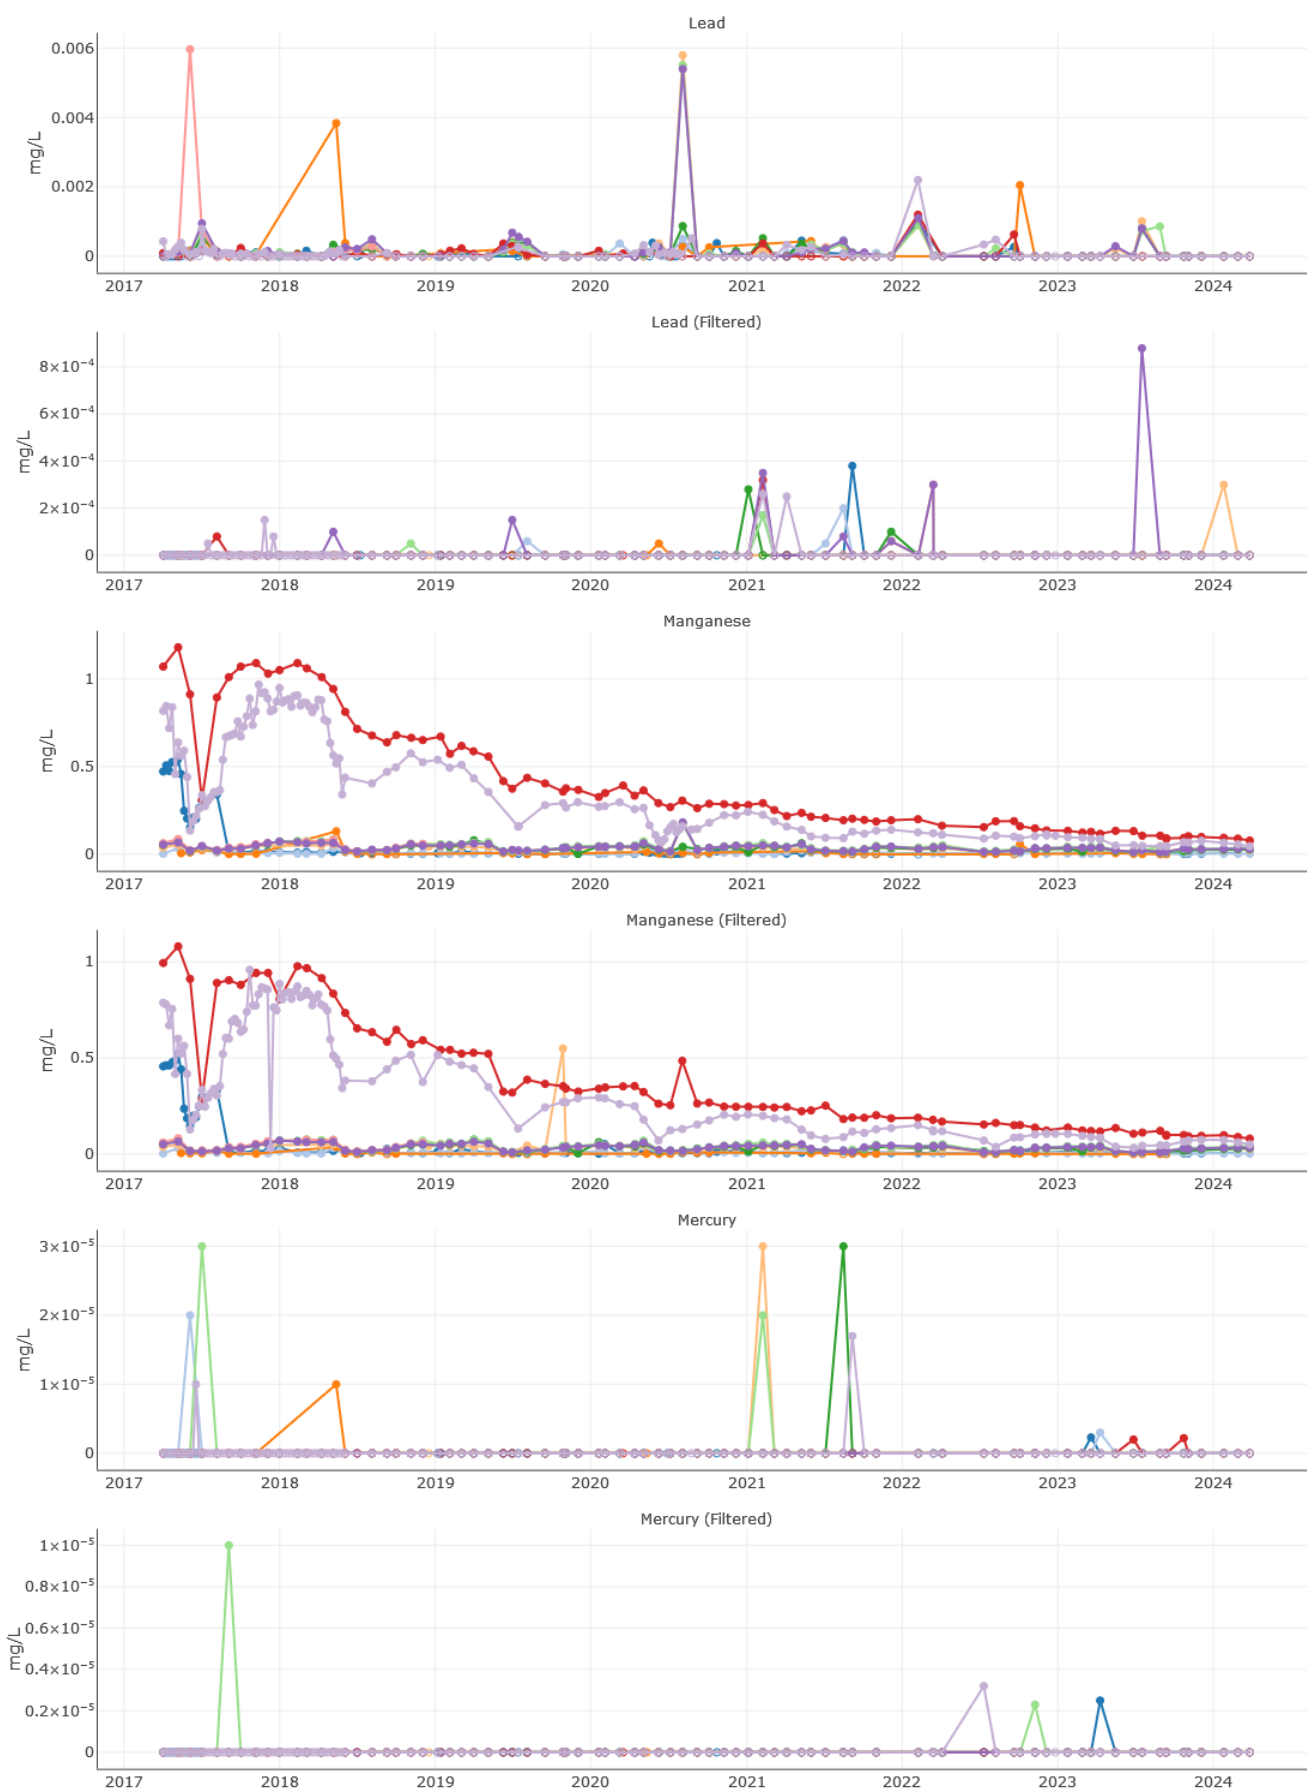 Lead
0.006
0.004
0.002
0
mg/L
2017 2018 2019 2020 2021 2022 2023 2024
Lead (Filtered)
8×10⁻⁴
6×10⁻⁴
4×10⁻⁴
2×10⁻⁴
0
mg/L
2017 2018 2019 2020 2021 2022 2023 2024
Manganese
1
0.5
0
mg/L
2017 2018 2019 2020 2021 2022 2023 2024
Manganese (Filtered)
1
0.5
0
mg/L
2017 2018 2019 2020 2021 2022 2023 2024
Mercury
3×10⁻⁵
2×10⁻⁵
1×10⁻⁵
0
mg/L
2017 2018 2019 2020 2021 2022 2023 2024
Mercury (Filtered)
1×10⁻⁵
0.8×10⁻⁵
0.6×10⁻⁵
0.4×10⁻⁵
0.2×10⁻⁵
0
mg/L
2017 2018 2019 2020 2021 2022 2023 2024